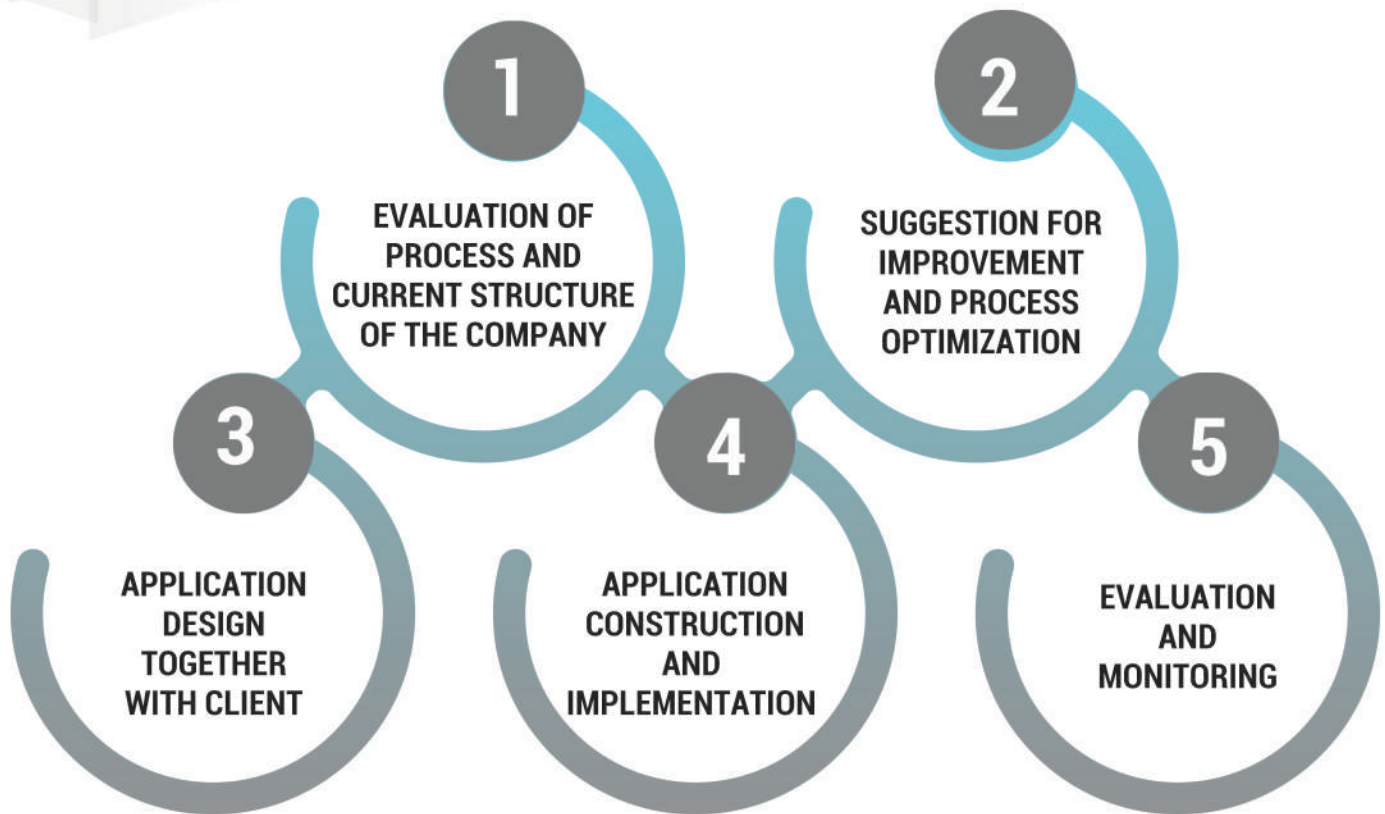 1
EVALUATION OF
PROCESS AND
CURRENT STRUCTURE
OF THE COMPANY
2
SUGGESTION FOR
IMPROVEMENT
AND PROCESS
OPTIMIZATION
3
APPLICATION
DESIGN
TOGETHER
WITH CLIENT
4
APPLICATION
CONSTRUCTION
AND
IMPLEMENTATION
5
EVALUATION
AND
MONITORING